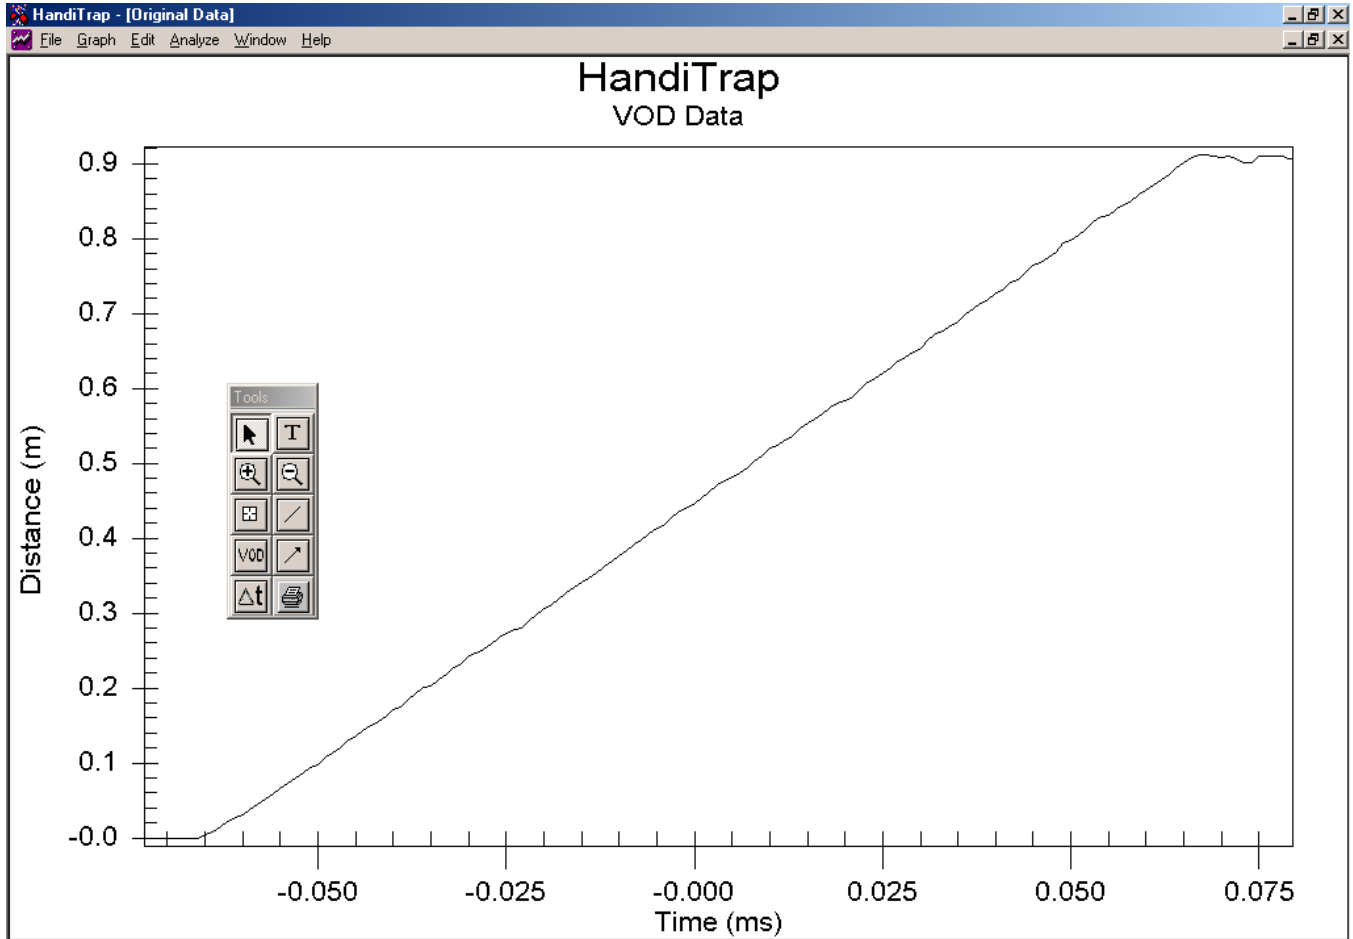 HandiTrap - [Original Data]
File Graph Edit Analyze Window Help
HandiTrap
VOD Data
0.9
0.8
0.7
0.6
0.5
0.4
0.3
0.2
0.1
-0.0
Distance (m)
Tools
T
VOD
Δt
-0.050 -0.025 -0.000 0.025 0.050 0.075
Time (ms)